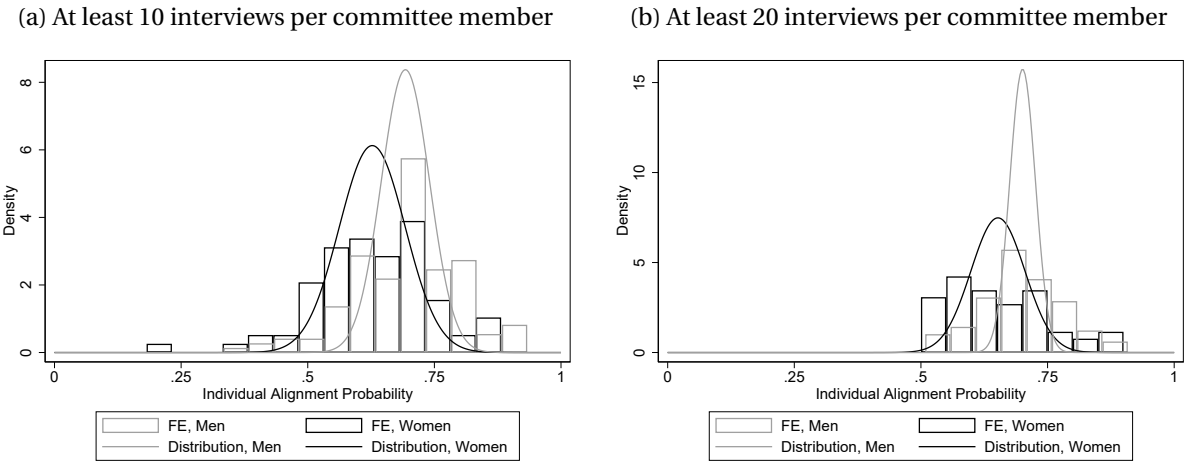 (a) At least 10 interviews per committee member
8
6
4
2
0
Density
0 .25 .5 .75 1
Individual Alignment Probability
FE, Men FE, Women
Distribution, Men Distribution, Women
(b) At least 20 interviews per committee member
15
10
5
0
Density
0 .25 .5 .75 1
Individual Alignment Probability
FE, Men FE, Women
Distribution, Men Distribution, Women